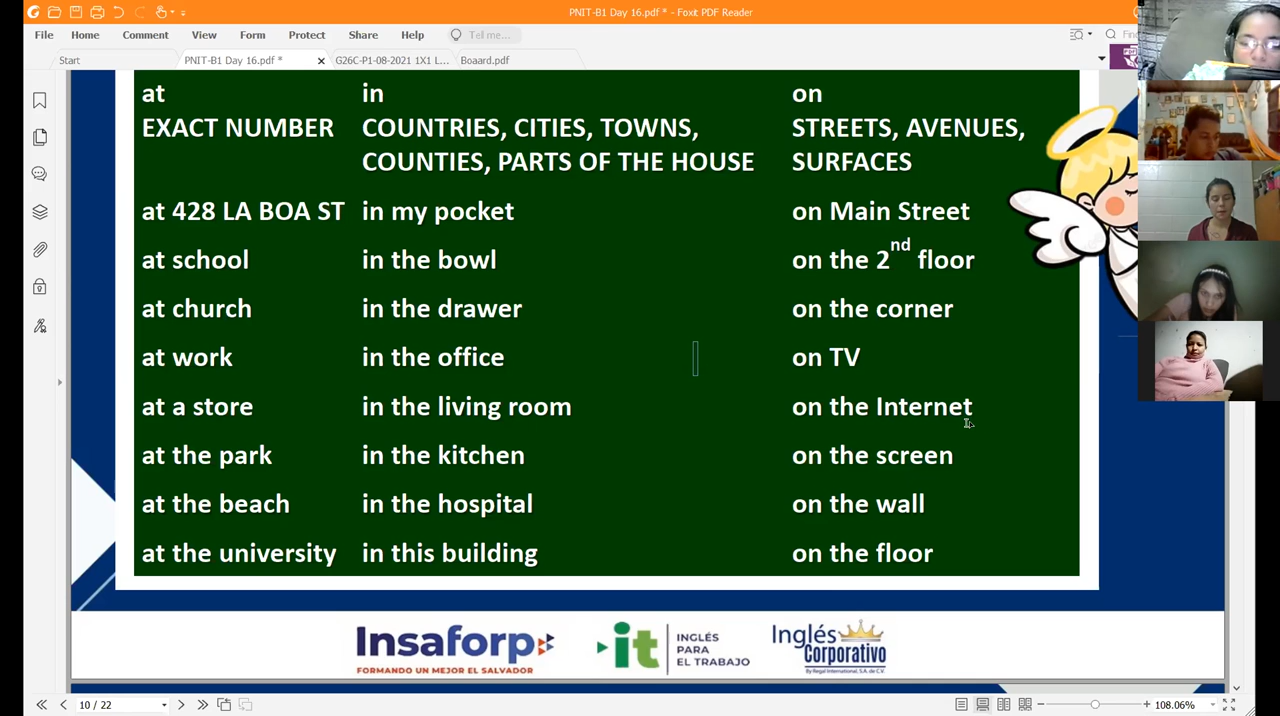 PNIT-B1 Day 16.pdf * - Foxit PDF Reader
File Home Comment View Form Protect Share Help Tell me...
Start PNIT-B1 Day 16.pdf * G26C-P1-08-2021 1X1 L... Boaard.pdf
at in on
EXACT NUMBER COUNTRIES, CITIES, TOWNS, STREETS, AVENUES,
COUNTIES, PARTS OF THE HOUSE SURFACES
at 428 LA BOA ST in my pocket on Main Street
at school in the bowl on the 2nd floor
at church in the drawer on the corner
at work in the office on TV
at a store in the living room on the Internet
at the park in the kitchen on the screen
at the beach in the hospital on the wall
at the university in this building on the floor
Insaforp
FORMANDO UN MEJOR EL SALVADOR
it
INGLÉS
PARA
EL TRABAJO
Inglés
Corporativo
By Regal International, S.A. de C.V.
10 / 22 108.06%